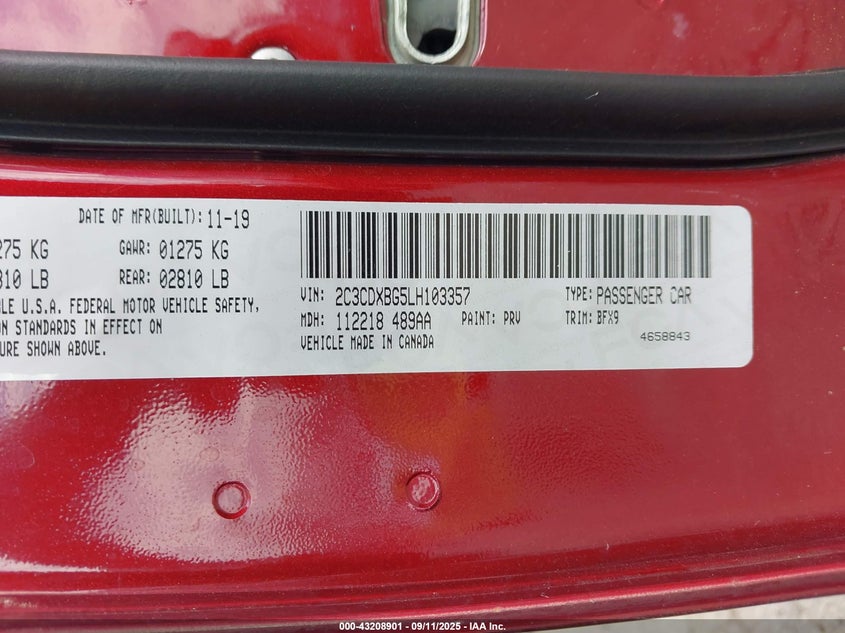 DATE OF MFR(BUILT): 11-19
275 KG GAWR: 01275 KG
310 LB REAR: 02810 LB
LE U.S.A. FEDERAL MOTOR VEHICLE SAFETY,
ON STANDARDS IN EFFECT ON
URE SHOWN ABOVE.
VIN: 2C3CDXBG5LH103357 TYPE: PASSENGER CAR
MDH: 112218 489AA PAINT: PRV TRIM: BFX9
VEHICLE MADE IN CANADA 4658843
000-43208901 - 09/11/2025 - IAA Inc.